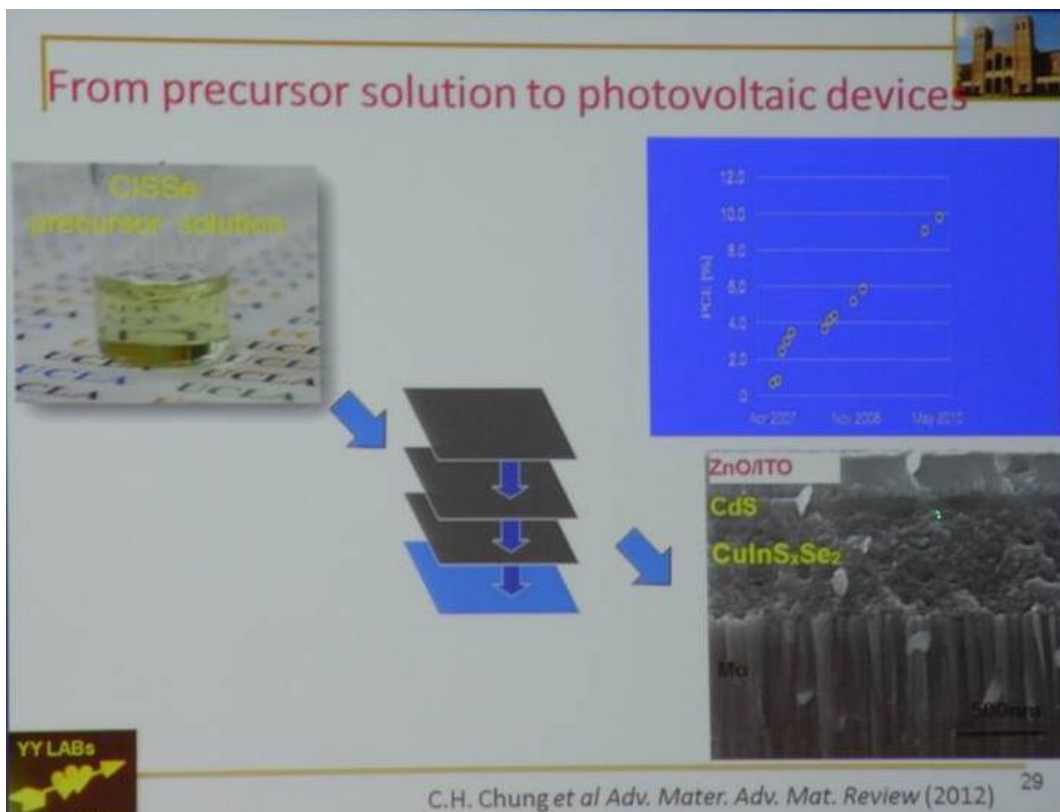 From precursor solution to photovoltaic devices
CISSe
precursor solution
UCLA
UCLA
UCLA
UCLA
12.0
10.0
8.0
6.0
4.0
2.0
0
PCE [%]
Apr 2007
Nov 2008
May 2010
ZnO/ITO
CdS
CuInSₓSe₂
Mo
500nm
YY LABs
C.H. Chung et al Adv. Mater. Adv. Mat. Review (2012)
29